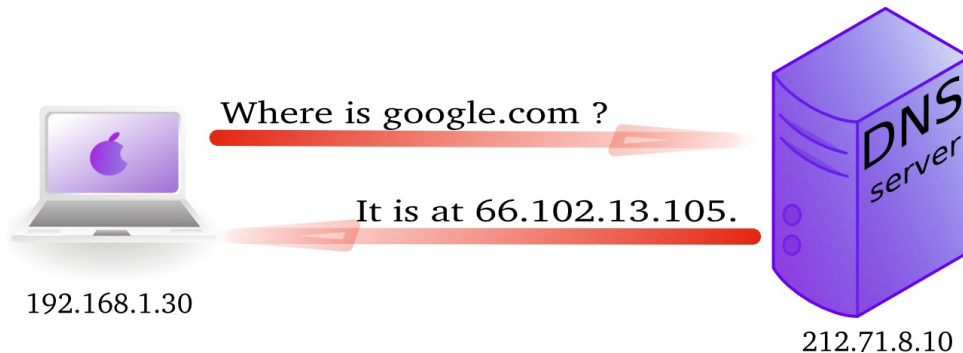 Where is google.com ?
DNS
server
It is at 66.102.13.105.
192.168.1.30
212.71.8.10